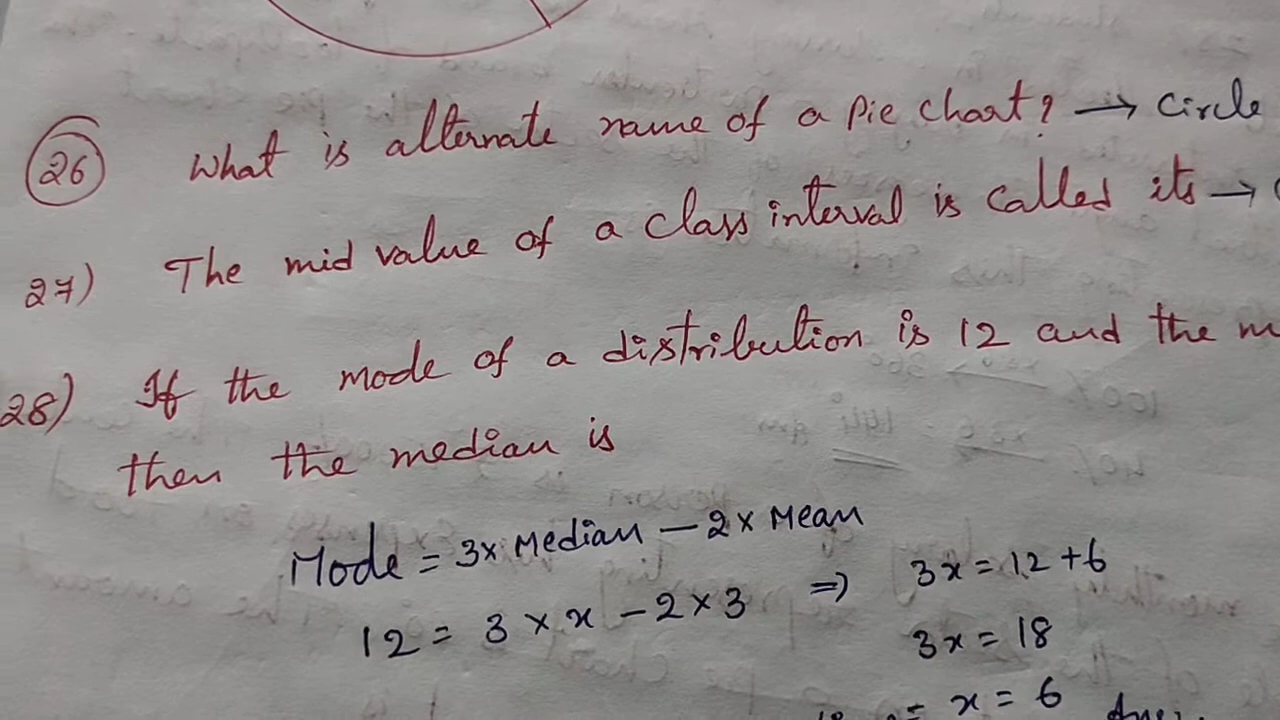 26 What is alternate name of a pie chart? → Circle
27) The mid value of a class interval is called its →
28) If the mode of a distribution is 12 and the
then the median is
Mode = 3x Median - 2 x Mean
12 = 3 x x - 2 x 3 ⇒ 3x = 12 + 6
3x = 18
x = 6